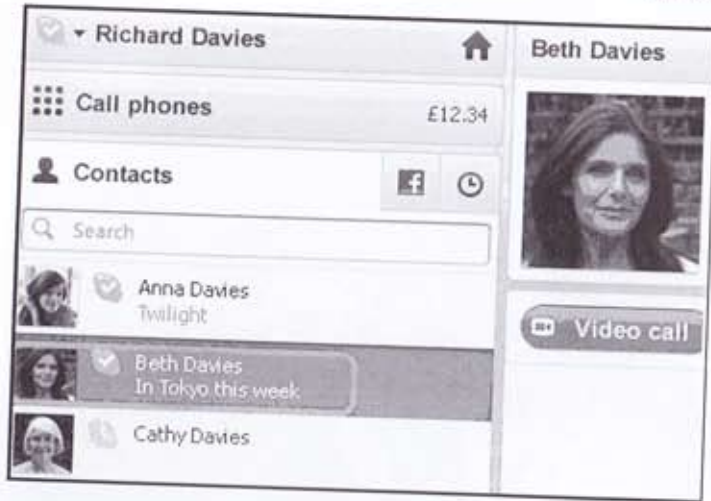 Richard Davies
Beth Davies
Call phones
£12.34
Contacts
Search
Anna Davies
Twilight
Beth Davies
In Tokyo this week
Cathy Davies
Video call